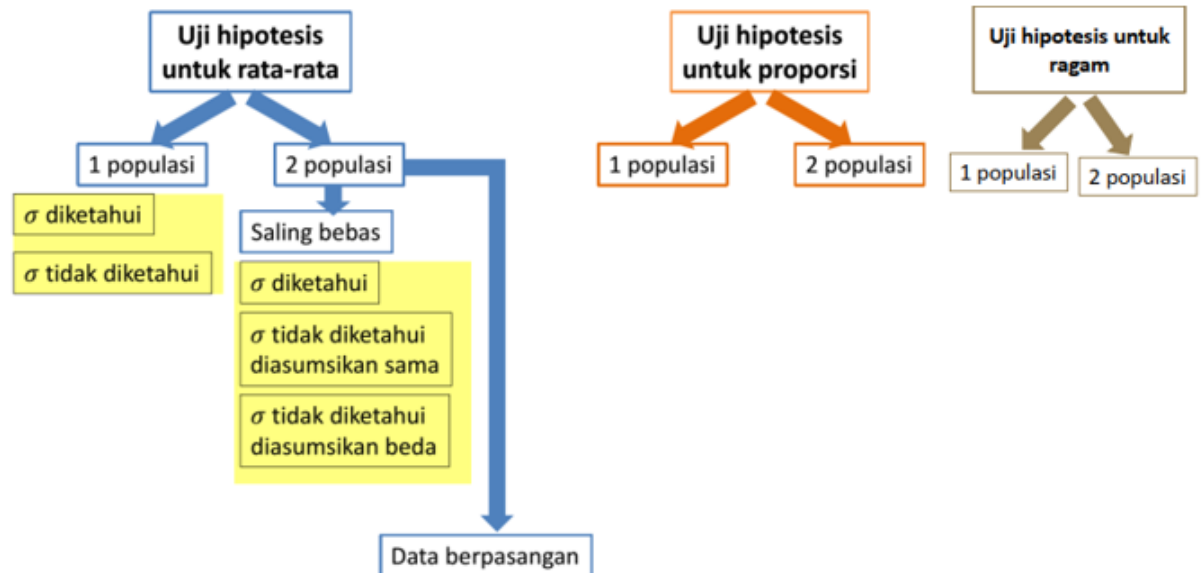 Uji hipotesis
untuk rata-rata
1 populasi
2 populasi
σ diketahui
σ tidak diketahui
Saling bebas
σ diketahui
σ tidak diketahui
diasumsikan sama
σ tidak diketahui
diasumsikan beda
Data berpasangan
Uji hipotesis
untuk proporsi
1 populasi
2 populasi
Uji hipotesis untuk
ragam
1 populasi
2 populasi